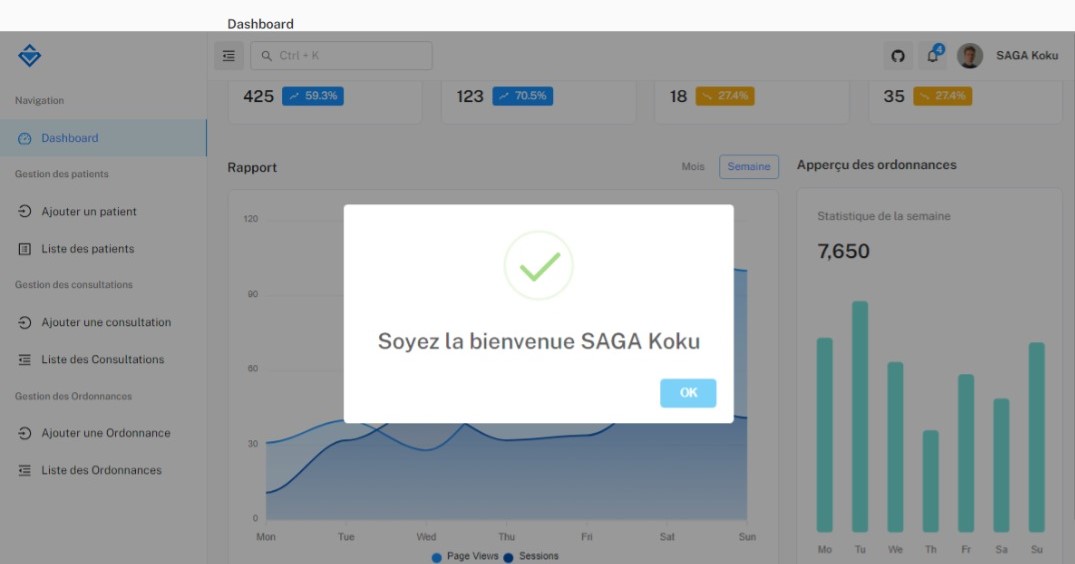 Dashboard
Ctrl + K
4
SAGA Koku
Navigation
Dashboard
Gestion des patients
Ajouter un patient
Liste des patients
Gestion des consultations
Ajouter une consultation
Liste des Consultations
Gestion des Ordonnances
Ajouter une Ordonnance
Liste des Ordonnances
425 59.3%
123 70.5%
18 27.4%
35 27.4%
Rapport
Mois Semaine
120
90
60
30
0
Mon Tue Wed Thu Fri Sat Sun
Page Views Sessions
Soyez la bienvenue SAGA Koku
OK
Apperçu des ordonnances
Statistique de la semaine
7,650
Mo Tu We Th Fr Sa Su